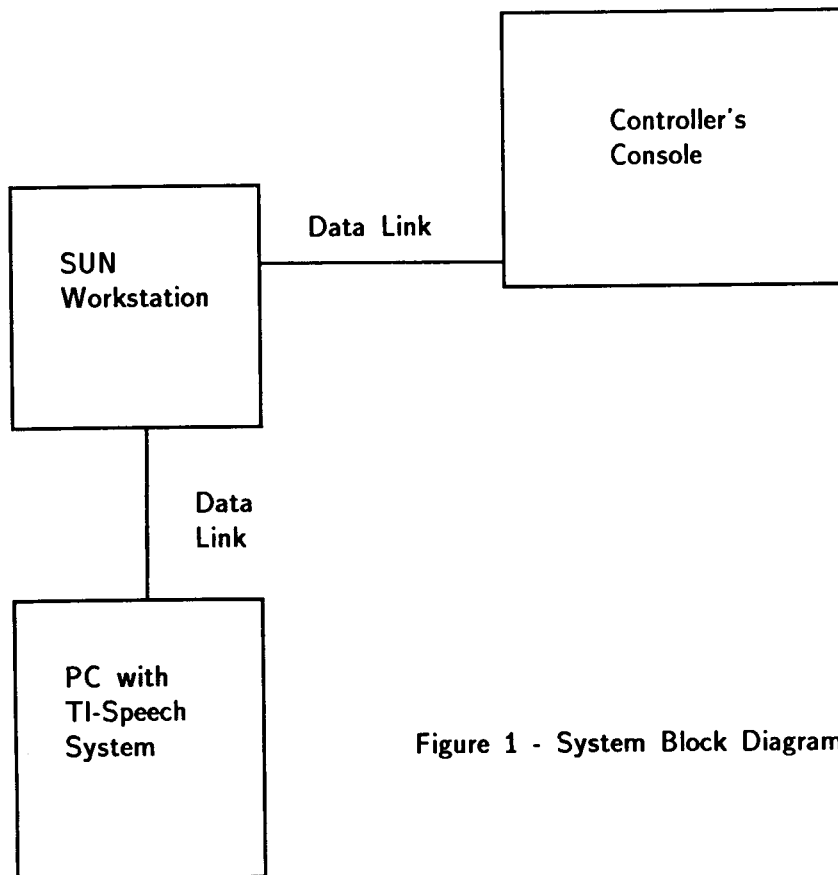 Controller's
Console
Data Link
SUN
Workstation
Data
Link
PC with
TI-Speech
System
Figure 1 - System Block Diagram